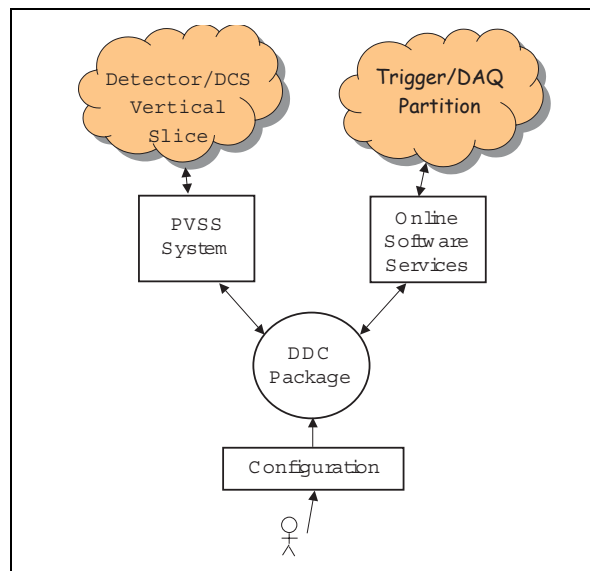 Detector/DCS
Vertical
Slice
Trigger/DAQ
Partition
PVSS
System
Online
Software
Services
DDC
Package
Configuration